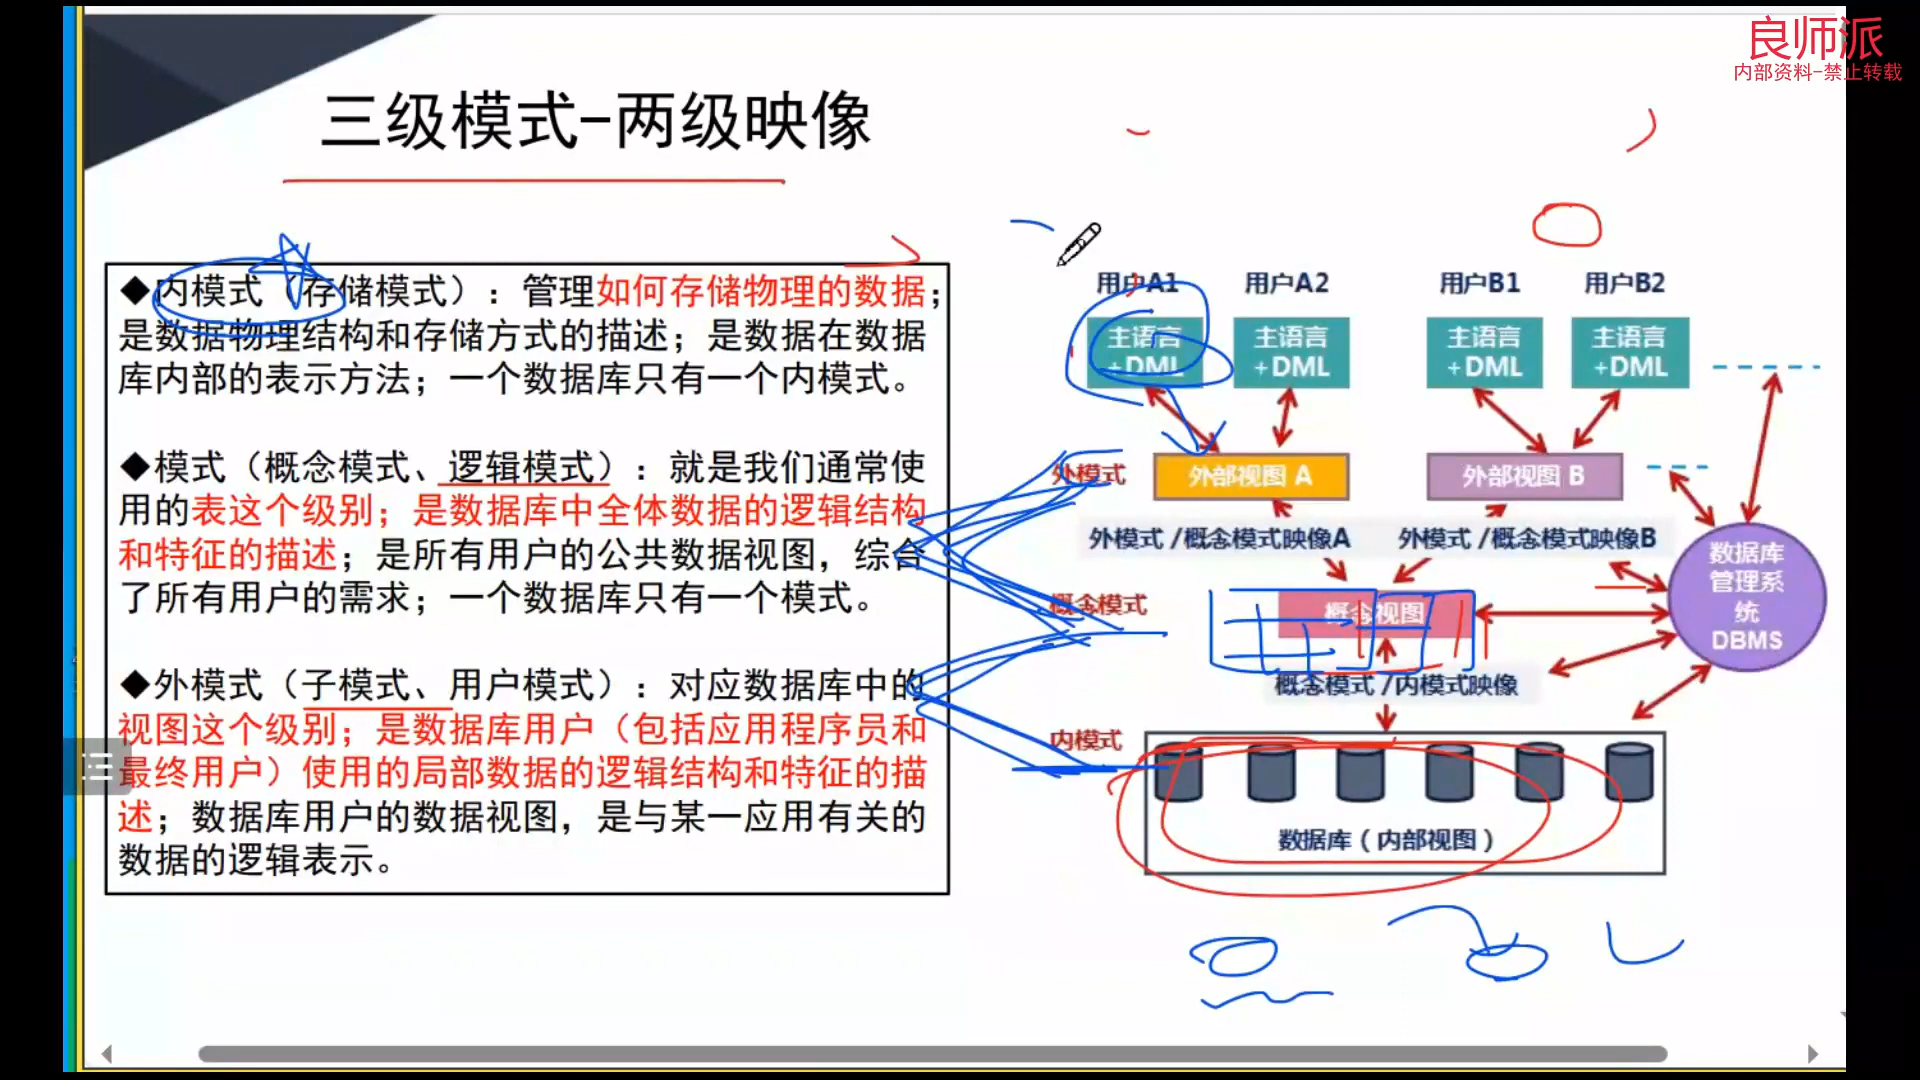 良师派
内部资料-禁止转载
三级模式-两级映像
◆内模式（存储模式）：管理如何存储物理的数据；
是数据物理结构和存储方式的描述；是数据在数据
库内部的表示方法；一个数据库只有一个内模式。
◆模式（概念模式、逻辑模式）：就是我们通常使
用的表这个级别；是数据库中全体数据的逻辑结构
和特征的描述；是所有用户的公共数据视图，综合
了所有用户的需求；一个数据库只有一个模式。
◆外模式（子模式、用户模式）：对应数据库中的
视图这个级别；是数据库用户（包括应用程序员和
最终用户）使用的局部数据的逻辑结构和特征的描
述；数据库用户的数据视图，是与某一应用有关的
数据的逻辑表示。
用户A1 用户A2 用户B1 用户B2
主语言 主语言 主语言 主语言
+DML +DML +DML +DML
外模式 外部视图 A 外部视图 B
外模式 /概念模式映像A 外模式 /概念模式映像B
概念模式 概念视图
概念模式 /内模式映像
数据库
管理系
统
DBMS
内模式
数据库（内部视图）